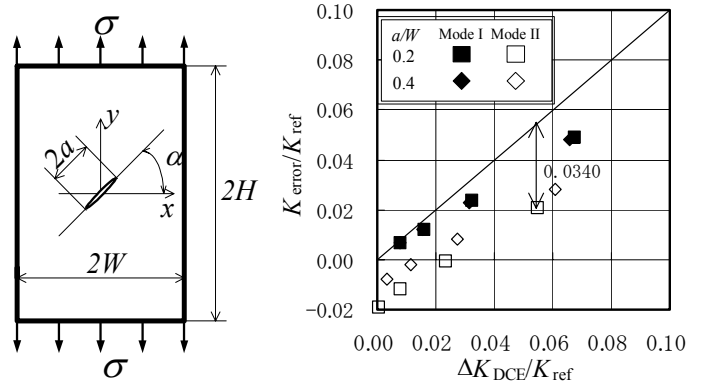 σ
y
2a
α
x
2H
2W
σ
K error/K ref
0.10
0.08
0.06
0.04
0.02
0.00
−0.02
a/W Mode I Mode II
0.2
0.4
0.0340
0.00 0.02 0.04 0.06 0.08 0.10
ΔK DCE/K ref